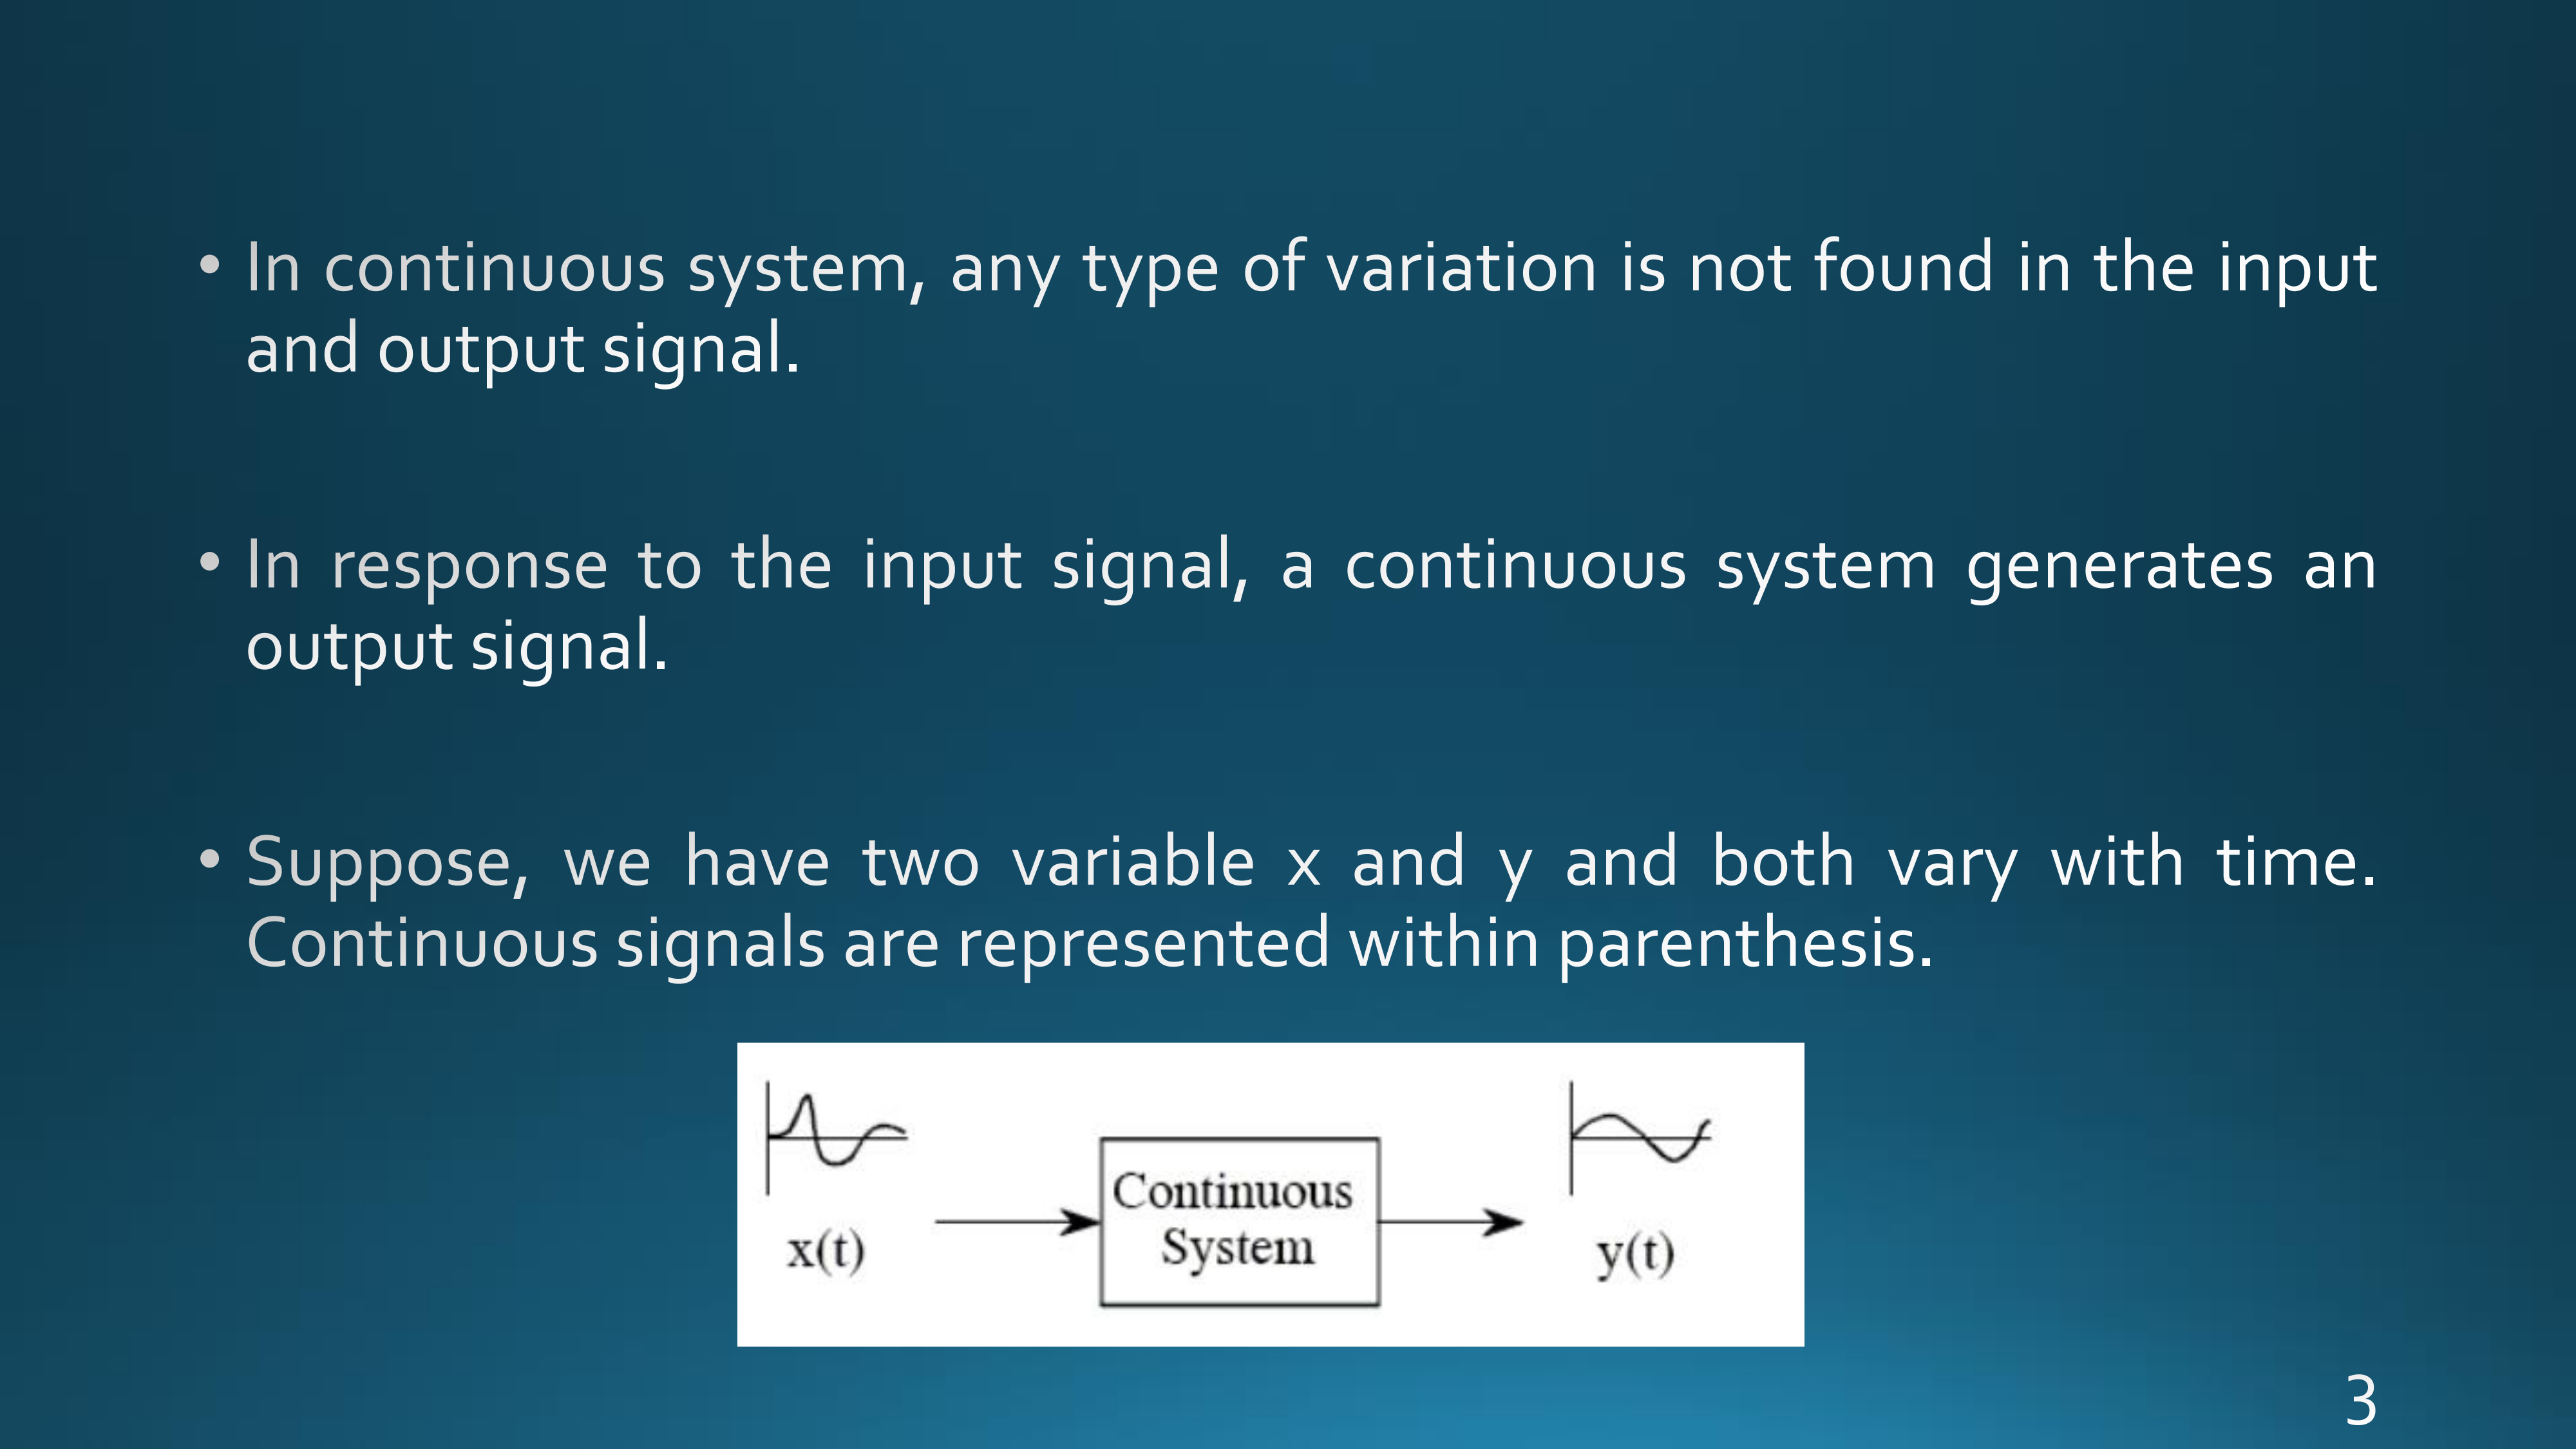 • In continuous system, any type of variation is not found in the input
and output signal.
• In response to the input signal, a continuous system generates an
output signal.
• Suppose, we have two variable x and y and both vary with time.
Continuous signals are represented within parenthesis.
x(t)
Continuous
System
y(t)
3